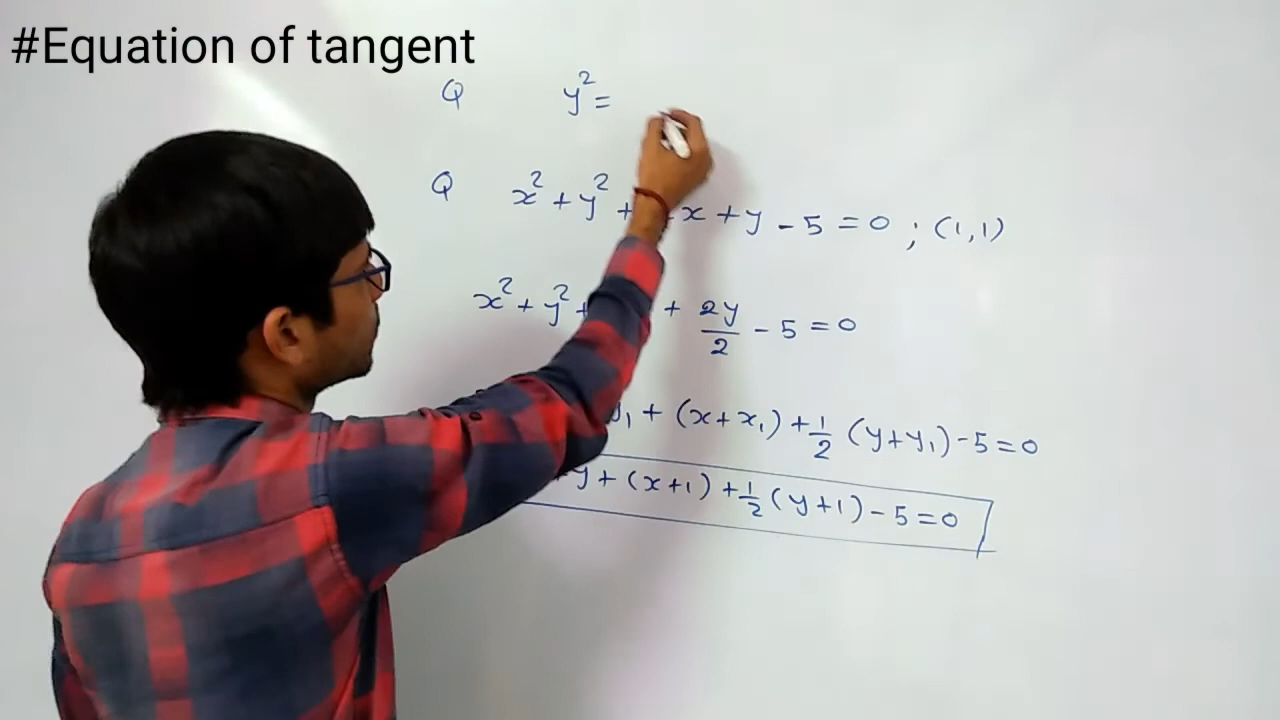 #Equation of tangent
Q y² =
Q x² + y² + x + y - 5 = 0 ; (1,1)
x² + y² + + 2y/2 - 5 = 0
y₁ + (x+x₁) + 1/2 (y+y₁) - 5 = 0
+y + (x+1) + 1/2 (y+1) - 5 = 0